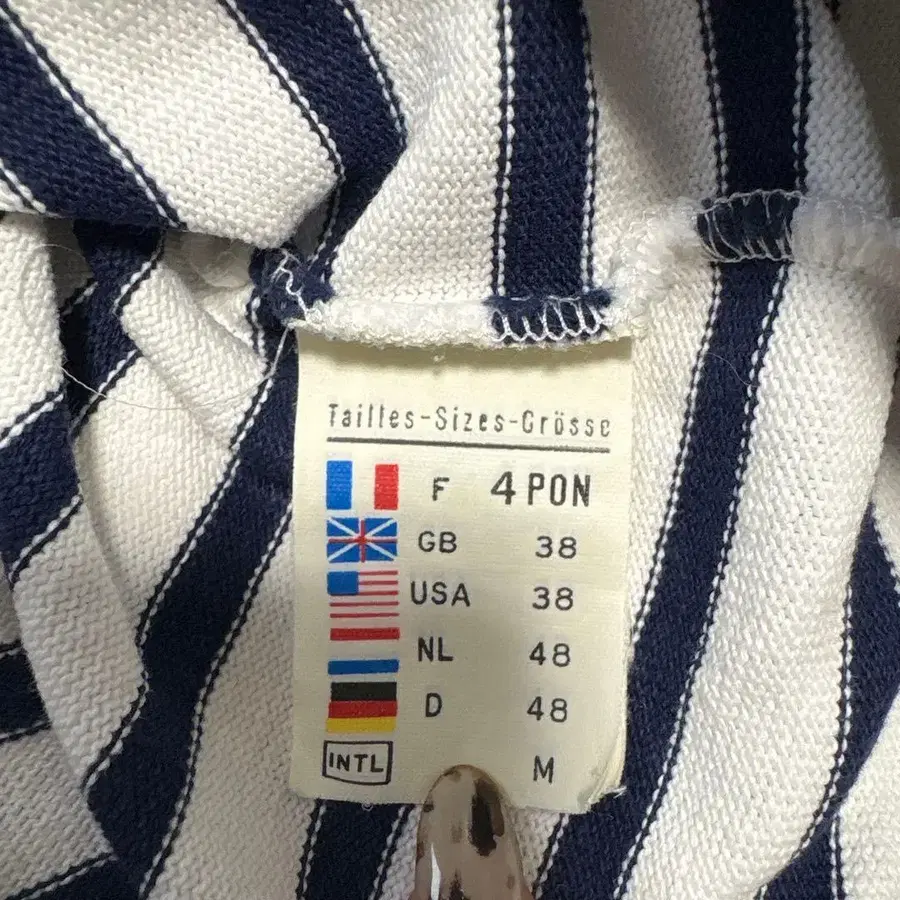 Tailles-Sizes-Grösse
F 4 PON
GB 38
USA 38
NL 48
D 48
INTL M